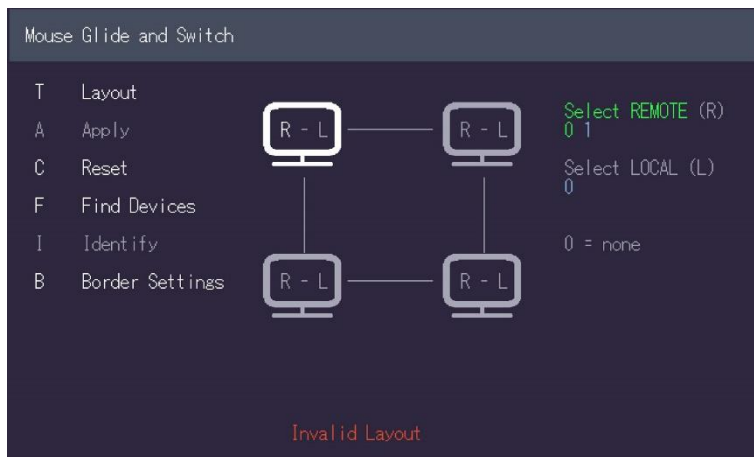 Mouse Glide and Switch
T Layout
A Apply
C Reset
F Find Devices
I Identify
B Border Settings
R - L
R - L
R - L
R - L
Select REMOTE (R)
0 1
Select LOCAL (L)
0
0 = none
Invalid Layout